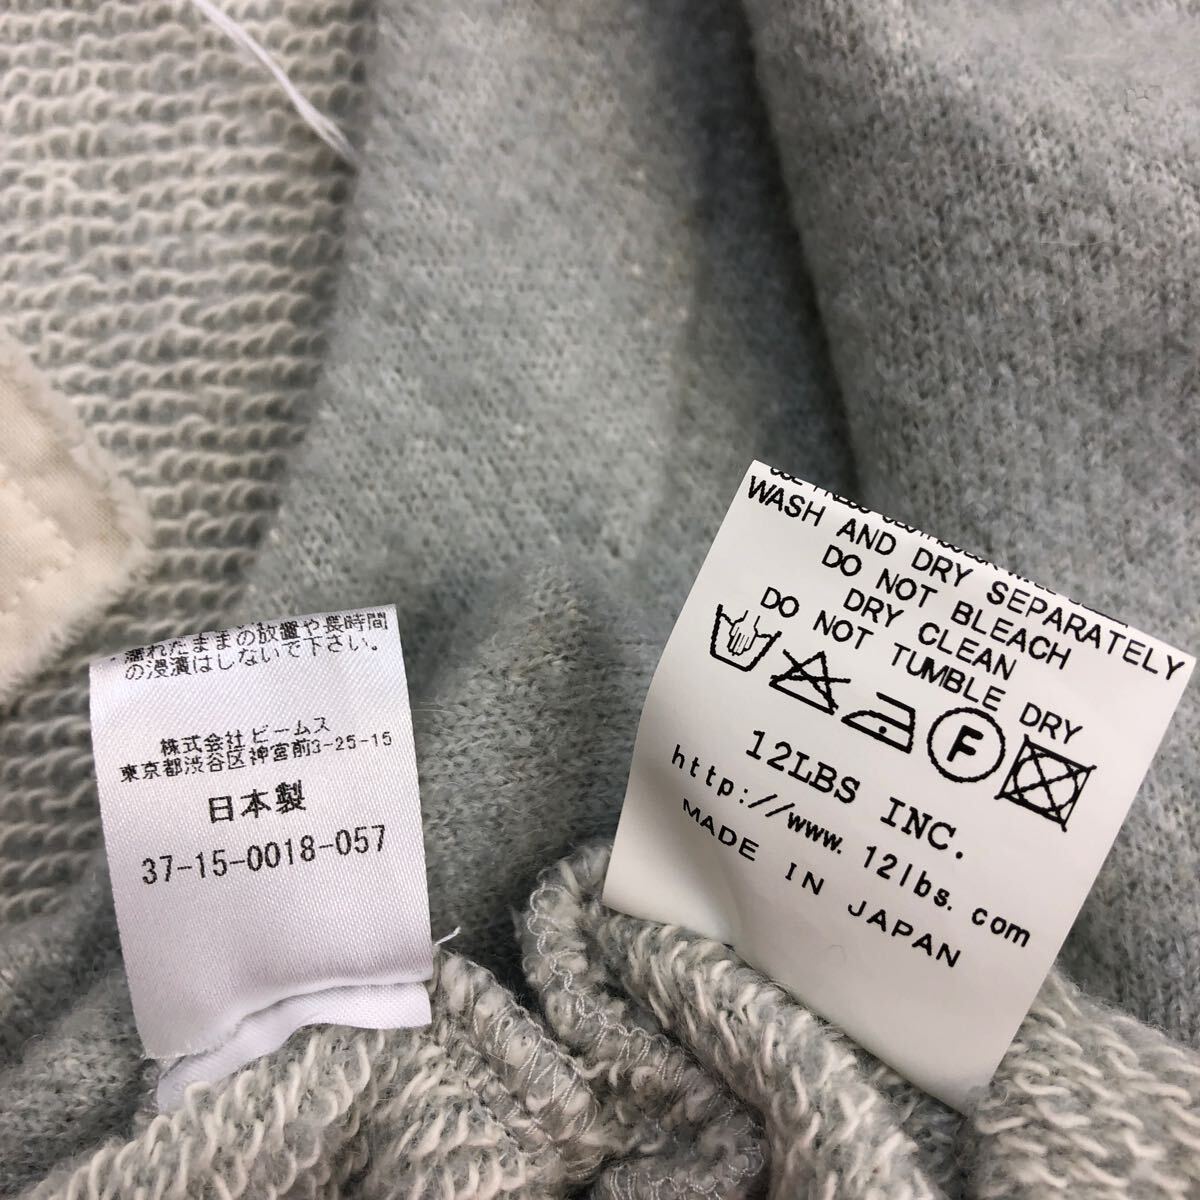 濡れたままの放置や長時間
の浸漬はしないで下さい。
株式会社 ビームス
東京都渋谷区神宮前3-25-15
日本製
37-15-0018-057
WASH AND DRY SEPARATELY
DO NOT BLEACH
DRY CLEAN
DO NOT TUMBLE DRY
F
12LBS INC.
http://www.12lbs.com
MADE IN JAPAN